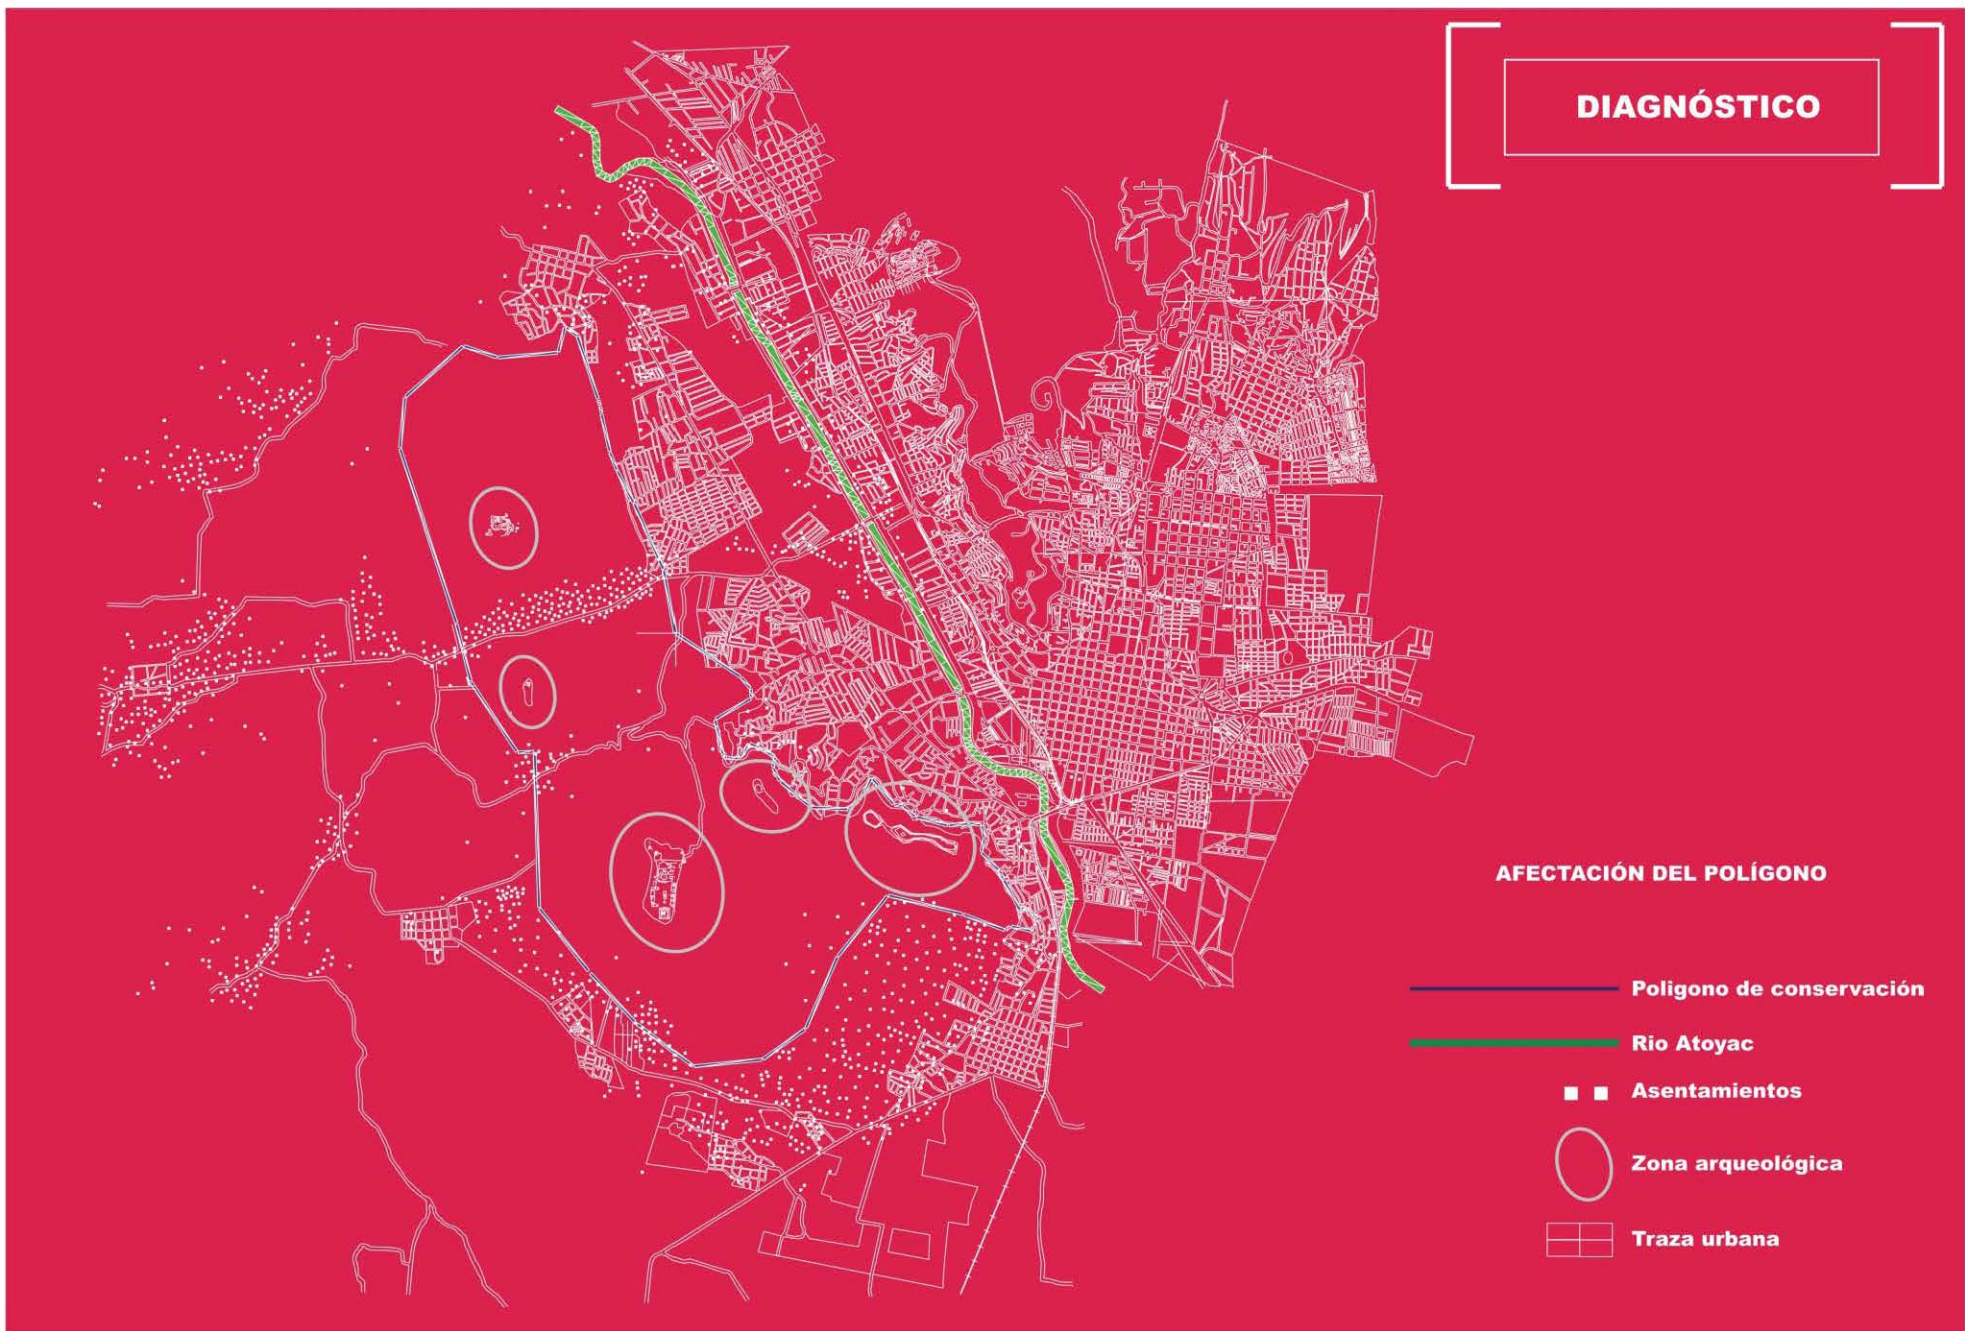 DIAGNÓSTICO
AFECTACIÓN DEL POLÍGONO
Poligono de conservación
Rio Atoyac
Asentamientos
Zona arqueológica
Traza urbana